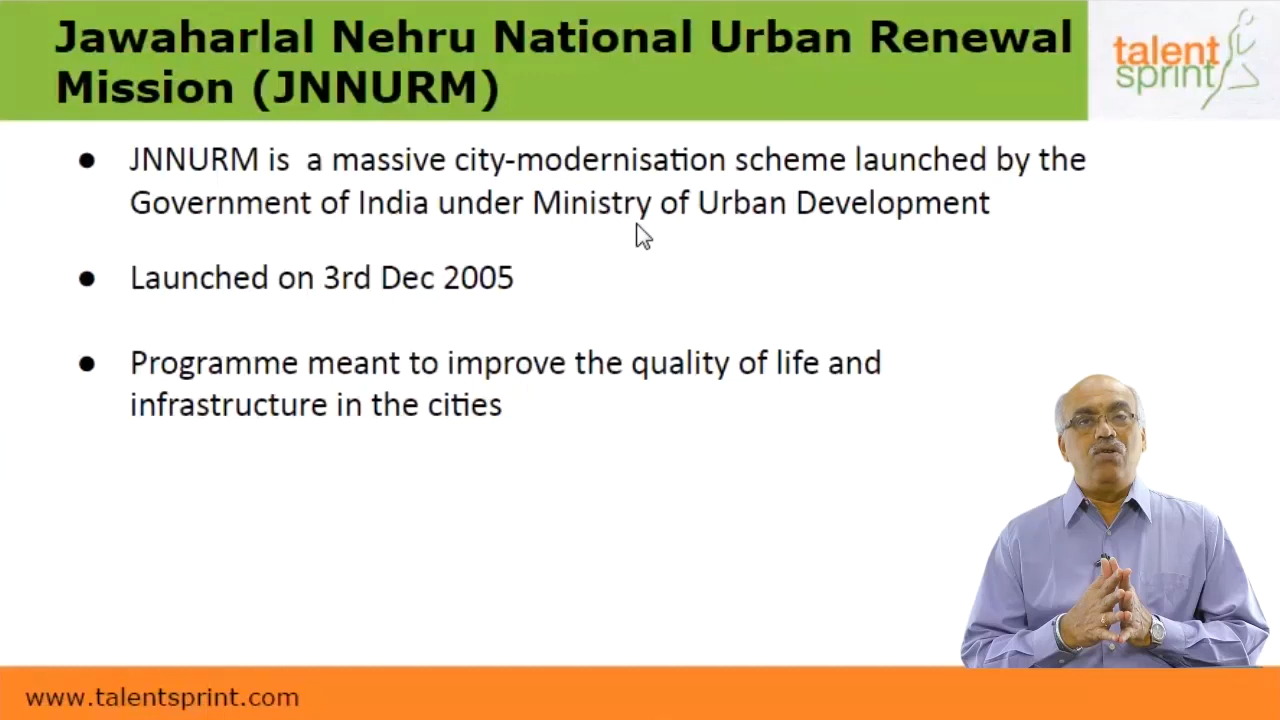 Jawaharlal Nehru National Urban Renewal
Mission (JNNURM)
talent
sprint
● JNNURM is a massive city-modernisation scheme launched by the
Government of India under Ministry of Urban Development
● Launched on 3rd Dec 2005
● Programme meant to improve the quality of life and
infrastructure in the cities
www.talentsprint.com